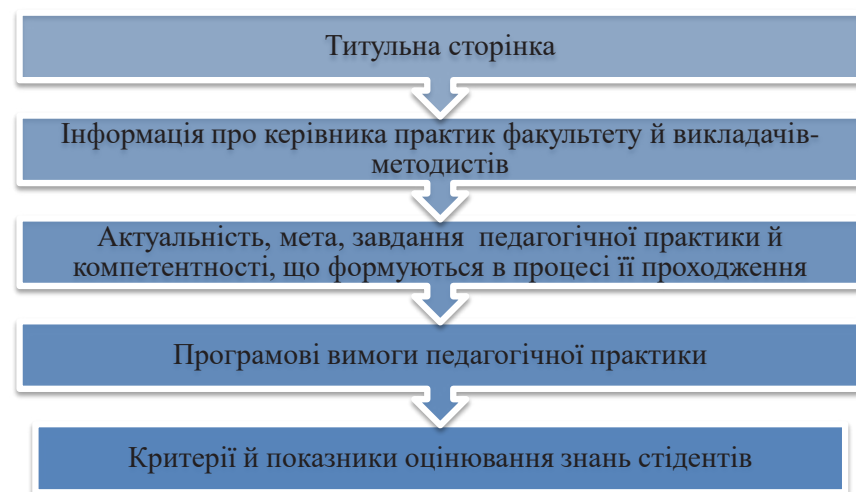 Титульна сторінка
Інформація про керівника практик факультету й викладачів-
методистів
Актуальність, мета, завдання  педагогічної практики й
компетентності, що формуються в процесі її проходження
Програмові вимоги педагогічної практики
Критерії й показники оцінювання знань стідентів